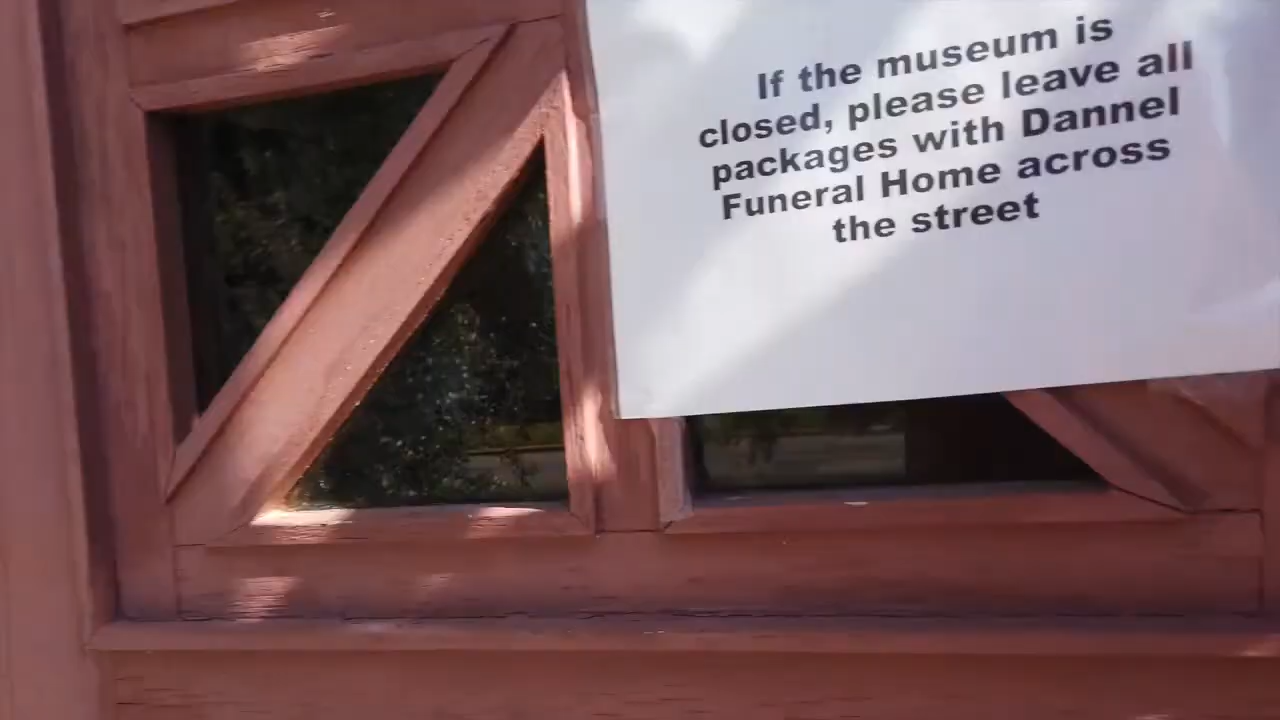 If the museum is
closed, please leave all
packages with Dannel
Funeral Home across
the street